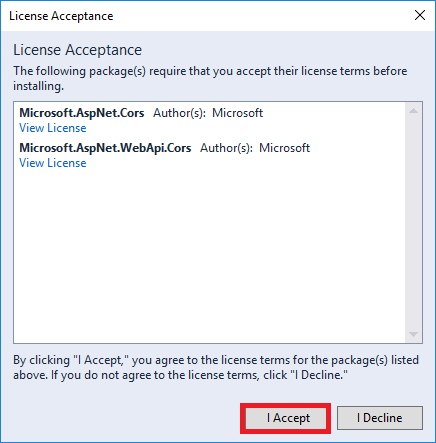 License Acceptance
License Acceptance
The following package(s) require that you accept their license terms before
installing.
Microsoft.AspNet.Cors Author(s): Microsoft
View License
Microsoft.AspNet.WebApi.Cors Author(s): Microsoft
View License
By clicking "I Accept," you agree to the license terms for the package(s) listed
above. If you do not agree to the license terms, click "I Decline."
I Accept I Decline